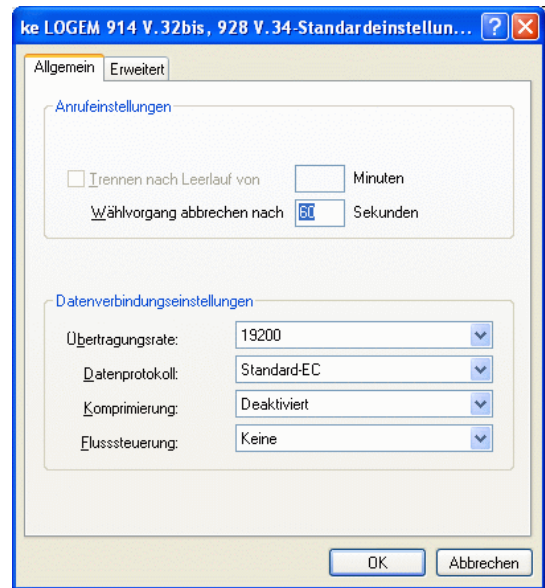 ke LOGEM 914 V.32bis, 928 V.34-Standardeinstellun...
Allgemein Erweitert
Anrufeinstellungen
Trennen nach Leerlauf von Minuten
Wählvorgang abbrechen nach 60 Sekunden
Datenverbindungseinstellungen
Übertragungsrate: 19200
Datenprotokoll: Standard-EC
Komprimierung: Deaktiviert
Flusssteuerung: Keine
OK Abbrechen